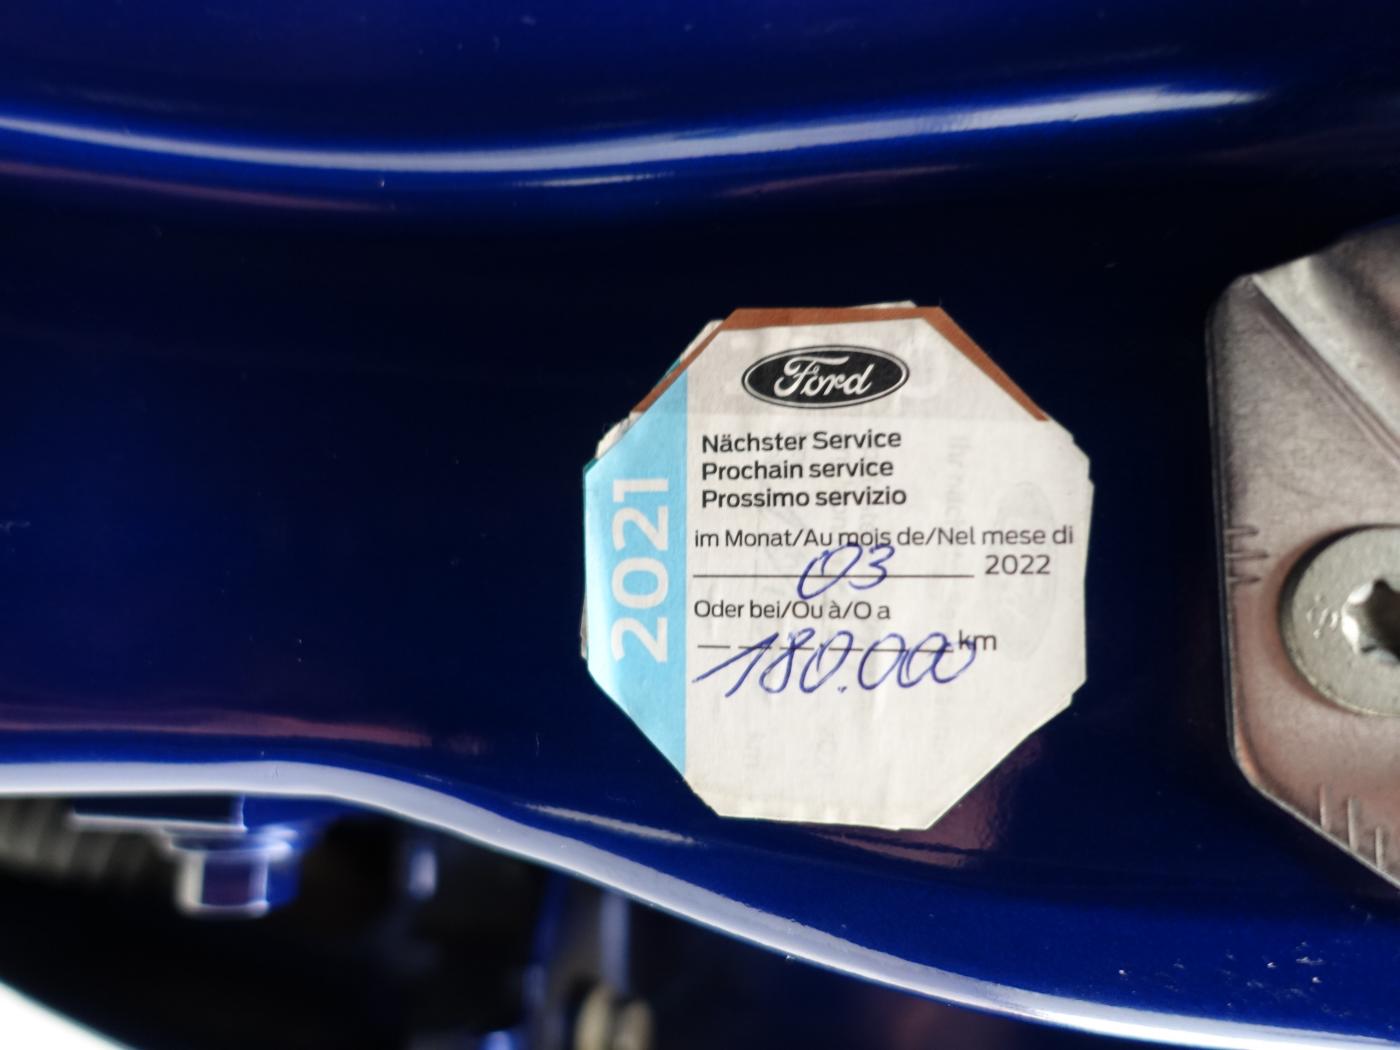 Ford
Nächster Service
Prochain service
Prossimo servizio
im Monat/Au mois de/Nel mese di
03 2022
Oder bei/Ou à/O a
180.000 km
2021